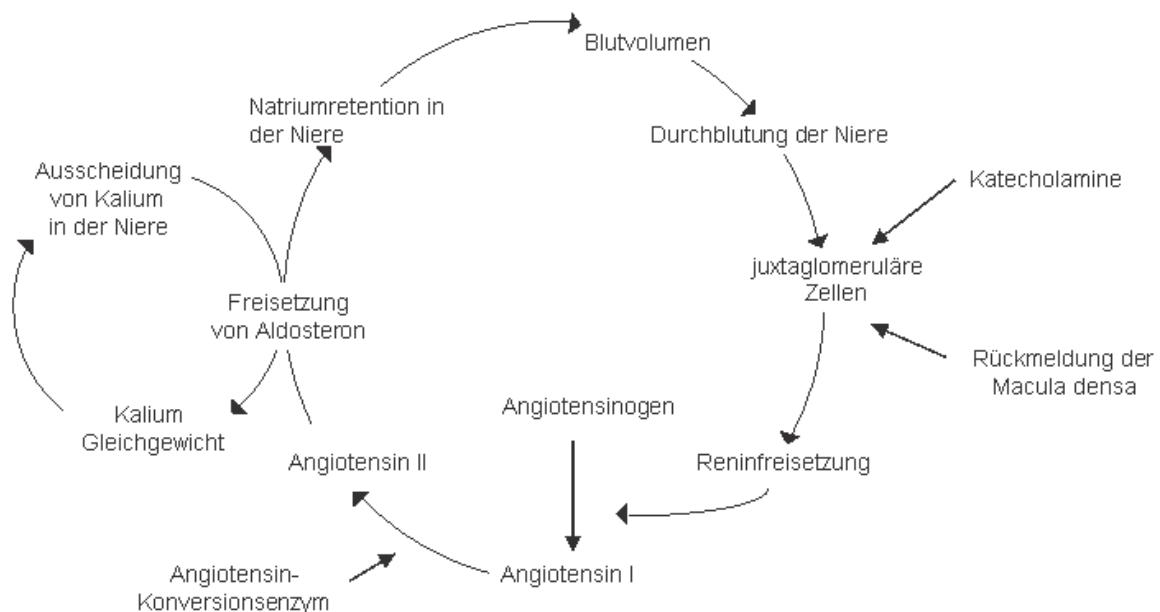 Blutvolumen
Natriumretention in
der Niere
Durchblutung der Niere
Ausscheidung
von Kalium
in der Niere
Katecholamine
juxtaglomeruläre
Zellen
Freisetzung
von Aldosteron
Rückmeldung der
Macula densa
Angiotensinogen
Kalium
Gleichgewicht
Angiotensin II
Reninfreisetzung
Angiotensin-
Konversionsenzym
Angiotensin I